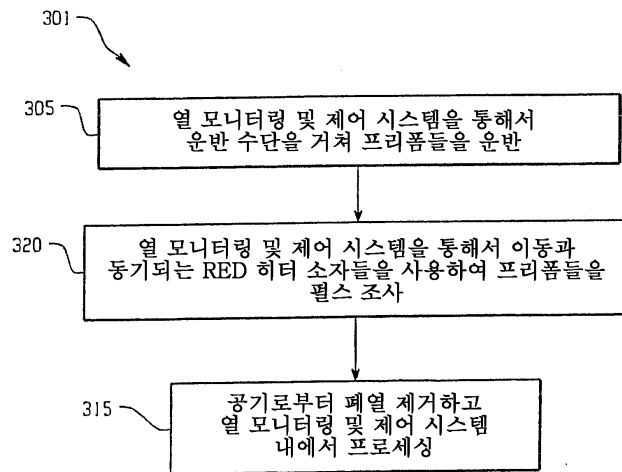 301
305
열 모니터링 및 제어 시스템을 통해서
운반 수단을 거쳐 프리폼들을 운반
320
열 모니터링 및 제어 시스템을 통해서 이동과
동기되는 RED 히터 소자들을 사용하여 프리폼들을
펄스 조사
315
공기로부터 폐열 제거하고
열 모니터링 및 제어 시스템
내에서 프로세싱